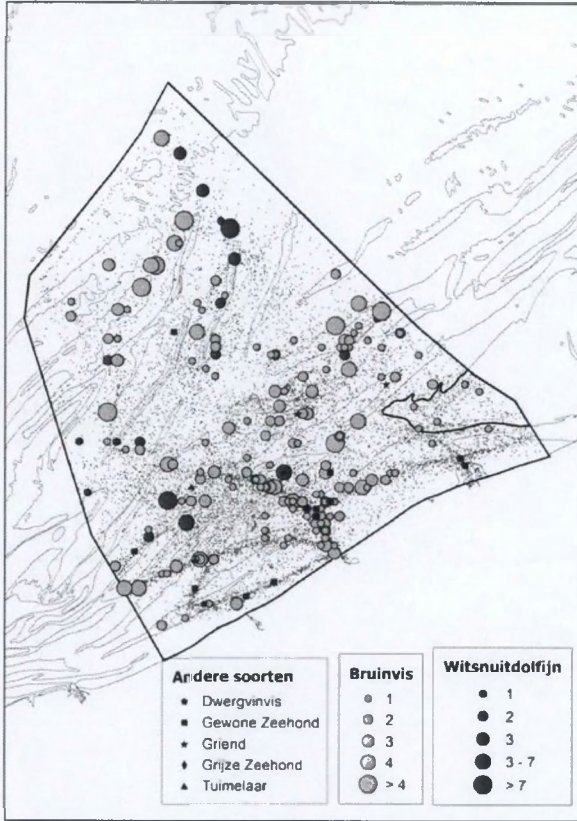 Andere soorten
Dwergvinvis
Gewone Zeehond
Griend
Grijze Zeehond
Tuimelaar
Bruinvis
1
2
3
4
> 4
Witsnuitdolfijn
1
2
3
3 - 7
> 7